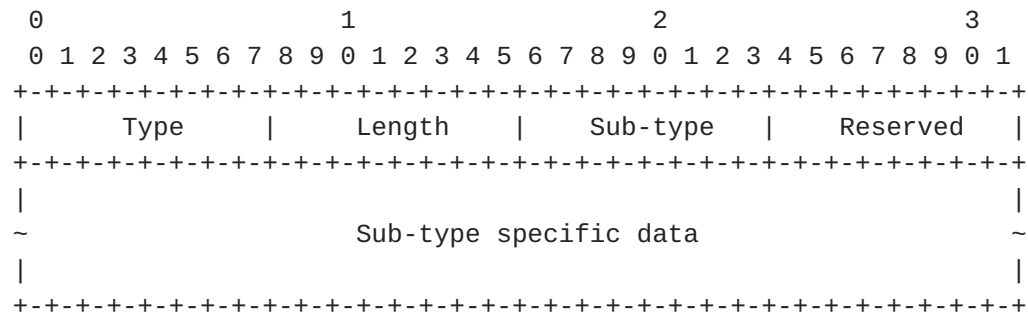 0                   1                   2                   3
 0 1 2 3 4 5 6 7 8 9 0 1 2 3 4 5 6 7 8 9 0 1 2 3 4 5 6 7 8 9 0 1
+-+-+-+-+-+-+-+-+-+-+-+-+-+-+-+-+-+-+-+-+-+-+-+-+-+-+-+-+-+-+-+-+
|      Type     |     Length    |    Sub-type   |    Reserved   |
+-+-+-+-+-+-+-+-+-+-+-+-+-+-+-+-+-+-+-+-+-+-+-+-+-+-+-+-+-+-+-+-+
|                                                               |
~                     Sub-type specific data                    ~
|                                                               |
+-+-+-+-+-+-+-+-+-+-+-+-+-+-+-+-+-+-+-+-+-+-+-+-+-+-+-+-+-+-+-+-+